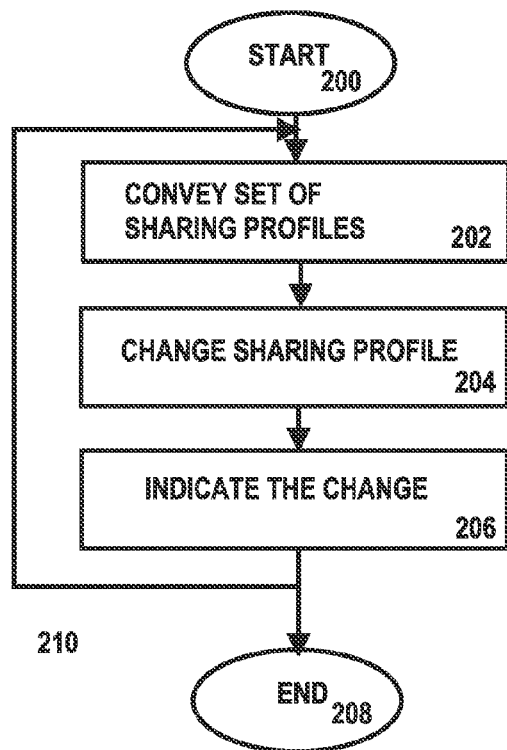 START
200
CONVEY SET OF
SHARING PROFILES
202
CHANGE SHARING PROFILE
204
INDICATE THE CHANGE
206
210
END
208